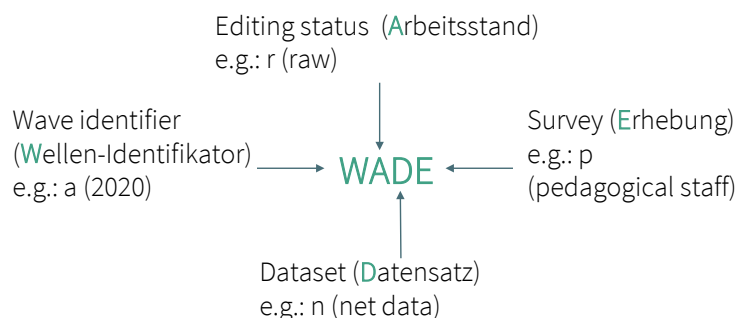 Editing status (Arbeitsstand)
e.g.: r (raw)
Wave identifier
(Wellen-Identifikator)
e.g.: a (2020)
WADE
Survey (Erhebung)
e.g.: p
(pedagogical staff)
Dataset (Datensatz)
e.g.: n (net data)